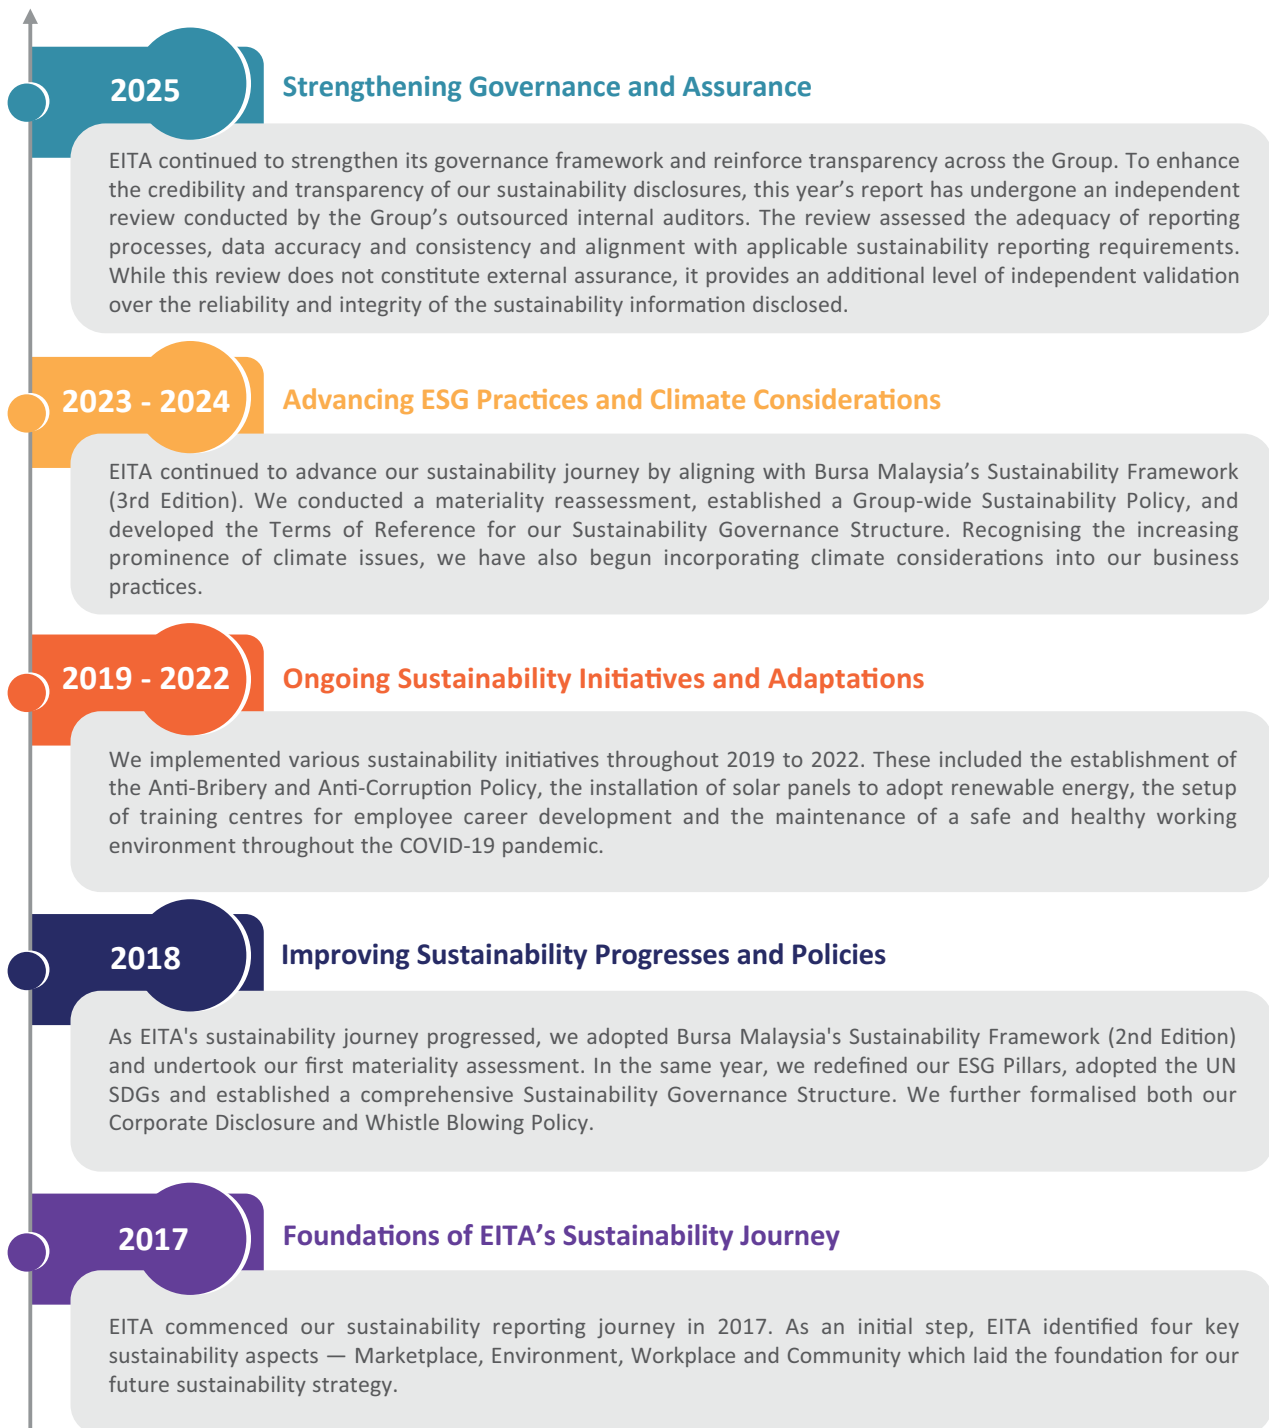 2025
Strengthening Governance and Assurance
EITA continued to strengthen its governance framework and reinforce transparency across the Group. To enhance
the credibility and transparency of our sustainability disclosures, this year’s report has undergone an independent
review conducted by the Group’s outsourced internal auditors. The review assessed the adequacy of reporting
processes, data accuracy and consistency and alignment with applicable sustainability reporting requirements.
While this review does not constitute external assurance, it provides an additional level of independent validation
over the reliability and integrity of the sustainability information disclosed.
2023 - 2024
Advancing ESG Practices and Climate Considerations
EITA continued to advance our sustainability journey by aligning with Bursa Malaysia’s Sustainability Framework
(3rd Edition). We conducted a materiality reassessment, established a Group-wide Sustainability Policy, and
developed the Terms of Reference for our Sustainability Governance Structure. Recognising the increasing
prominence of climate issues, we have also begun incorporating climate considerations into our business
practices.
2019 - 2022
Ongoing Sustainability Initiatives and Adaptations
We implemented various sustainability initiatives throughout 2019 to 2022. These included the establishment of
the Anti-Bribery and Anti-Corruption Policy, the installation of solar panels to adopt renewable energy, the setup
of training centres for employee career development and the maintenance of a safe and healthy working
environment throughout the COVID-19 pandemic.
2018
Improving Sustainability Progresses and Policies
As EITA's sustainability journey progressed, we adopted Bursa Malaysia's Sustainability Framework (2nd Edition)
and undertook our first materiality assessment. In the same year, we redefined our ESG Pillars, adopted the UN
SDGs and established a comprehensive Sustainability Governance Structure. We further formalised both our
Corporate Disclosure and Whistle Blowing Policy.
2017
Foundations of EITA’s Sustainability Journey
EITA commenced our sustainability reporting journey in 2017. As an initial step, EITA identified four key
sustainability aspects — Marketplace, Environment, Workplace and Community which laid the foundation for our
future sustainability strategy.